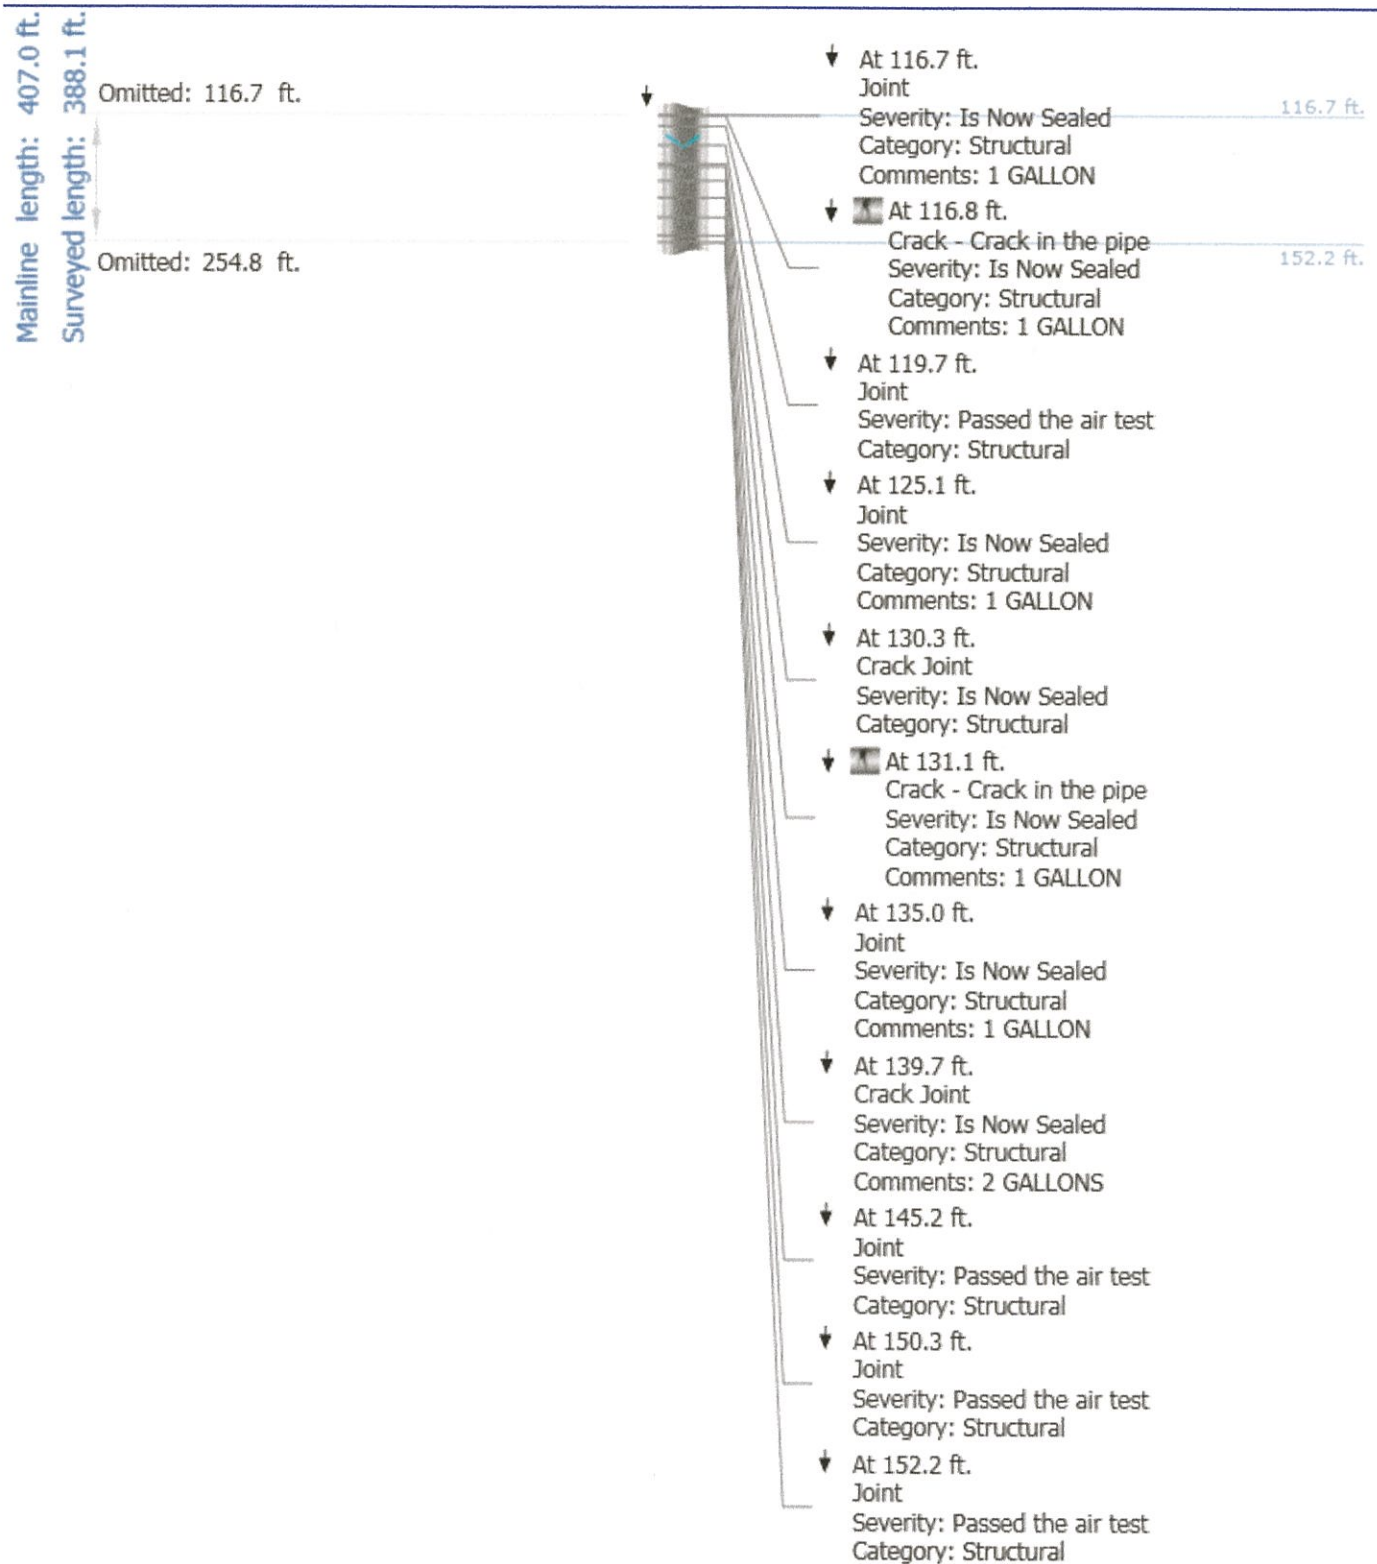 Mainline length: 407.0 ft.
Surveyed length: 388.1 ft.
Omitted: 116.7 ft.
Omitted: 254.8 ft.
116.7 ft.
152.2 ft.
At 116.7 ft.
Joint
Severity: Is Now Sealed
Category: Structural
Comments: 1 GALLON
At 116.8 ft.
Crack - Crack in the pipe
Severity: Is Now Sealed
Category: Structural
Comments: 1 GALLON
At 119.7 ft.
Joint
Severity: Passed the air test
Category: Structural
At 125.1 ft.
Joint
Severity: Is Now Sealed
Category: Structural
Comments: 1 GALLON
At 130.3 ft.
Crack Joint
Severity: Is Now Sealed
Category: Structural
At 131.1 ft.
Crack - Crack in the pipe
Severity: Is Now Sealed
Category: Structural
Comments: 1 GALLON
At 135.0 ft.
Joint
Severity: Is Now Sealed
Category: Structural
Comments: 1 GALLON
At 139.7 ft.
Crack Joint
Severity: Is Now Sealed
Category: Structural
Comments: 2 GALLONS
At 145.2 ft.
Joint
Severity: Passed the air test
Category: Structural
At 150.3 ft.
Joint
Severity: Passed the air test
Category: Structural
At 152.2 ft.
Joint
Severity: Passed the air test
Category: Structural